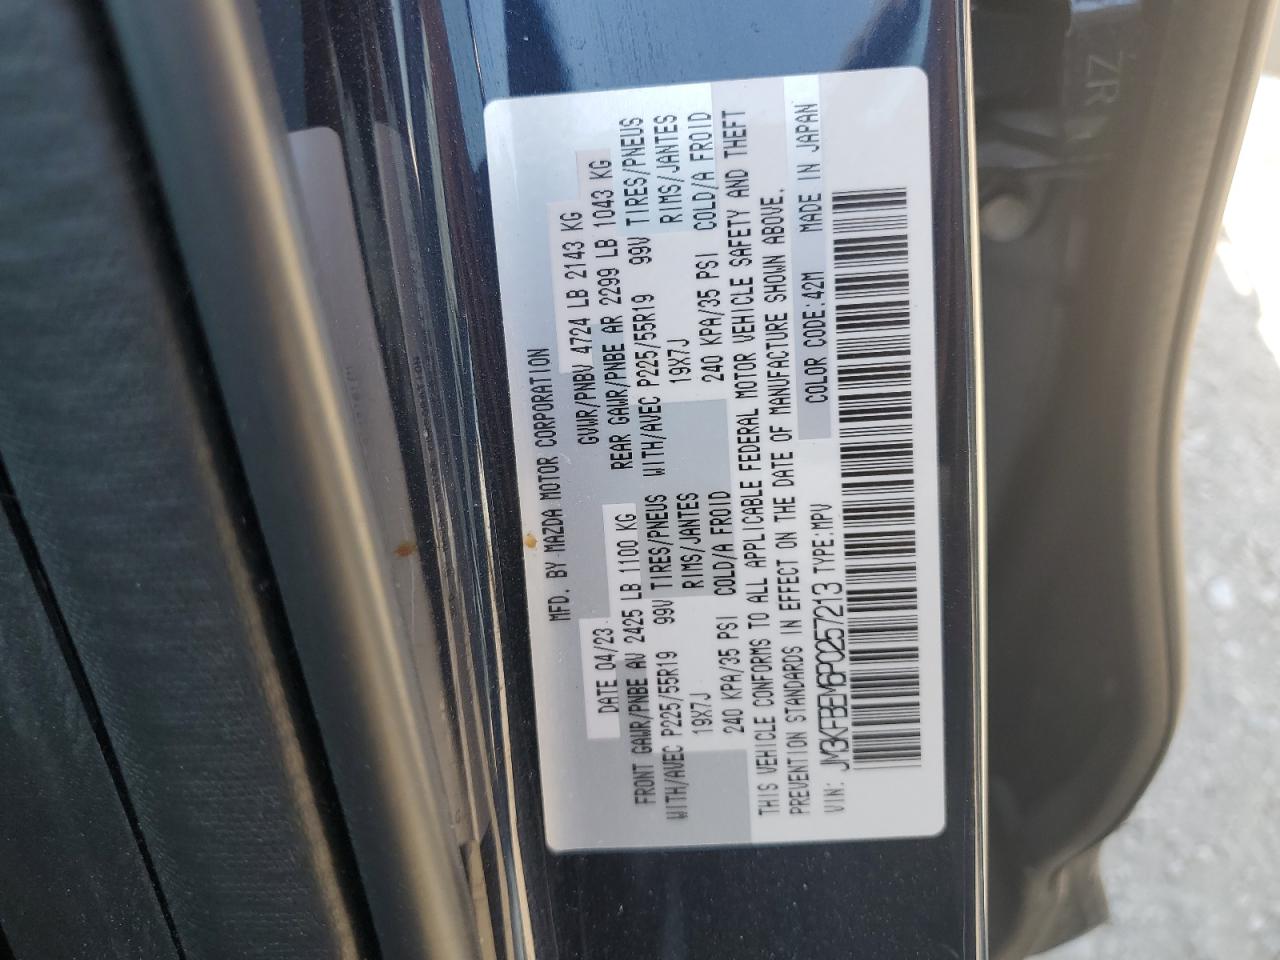 MFD. BY MAZDA MOTOR CORPORATION
DATE 04/23 GVWR/PNBV 4724 LB 2143 KG
FRONT GAWR/PNBE AV 2425 LB 1100 KG REAR GAWR/PNBE AR 2299 LB 1043 KG
WITH/AVEC P225/55R19 99V TIRES/PNEUS WITH/AVEC P225/55R19 99V TIRES/PNEUS
19X7J RIMS/JANTES 19X7J RIMS/JANTES
240 KPA/35 PSI COLD/A FROID 240 KPA/35 PSI COLD/A FROID
THIS VEHICLE CONFORMS TO ALL APPLICABLE FEDERAL MOTOR VEHICLE SAFETY AND THEFT
PREVENTION STANDARDS IN EFFECT ON THE DATE OF MANUFACTURE SHOWN ABOVE.
COLOR CODE:42M MADE IN JAPAN
VIN: JM3KFBEM6P0257213 TYPE:MPV
ZR